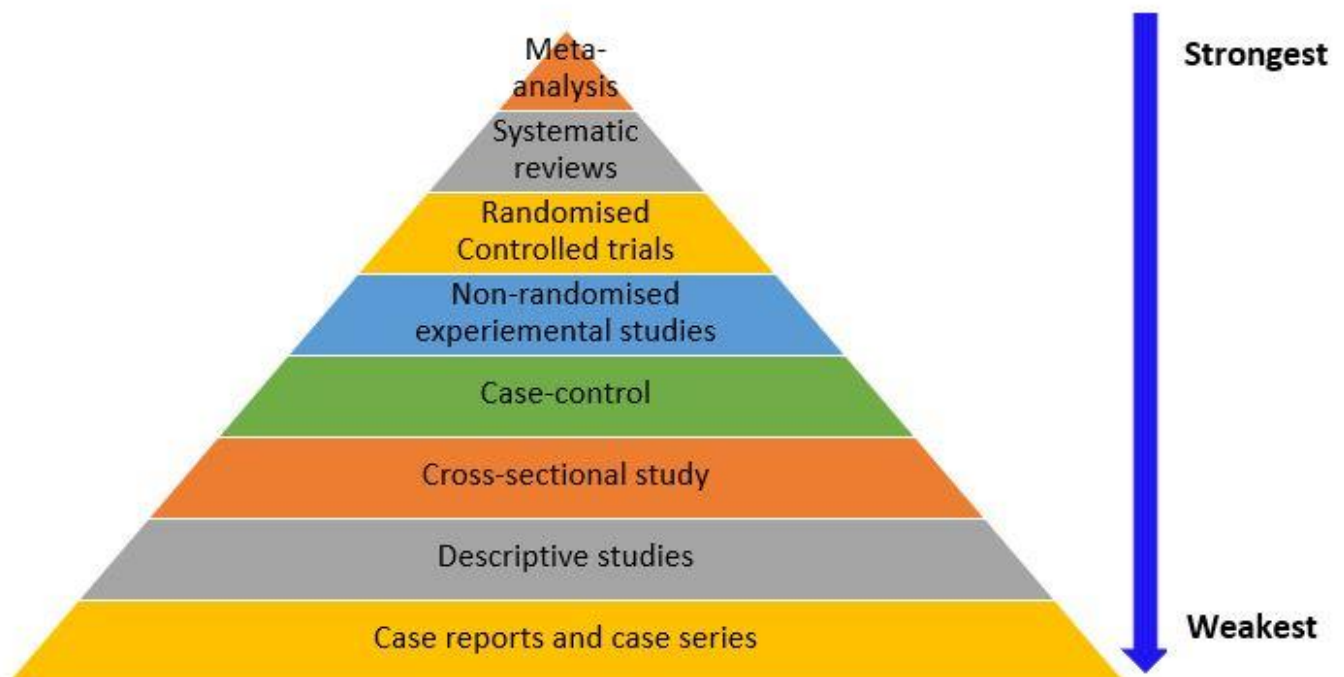 Meta-
analysis
Strongest
Systematic
reviews
Randomised
Controlled trials
Non-randomised
experiemental studies
Case-control
Cross-sectional study
Descriptive studies
Case reports and case series
Weakest